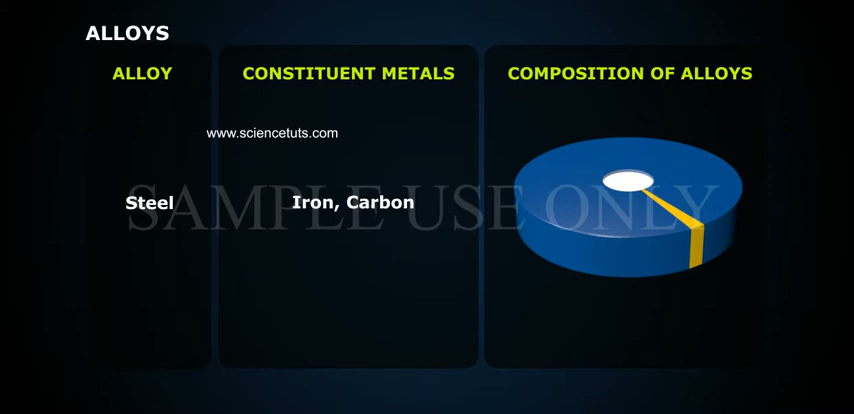 ALLOYS
ALLOY
CONSTITUENT METALS
COMPOSITION OF ALLOYS
www.sciencetuts.com
SAMPLE USE ONLY
Steel
Iron, Carbon